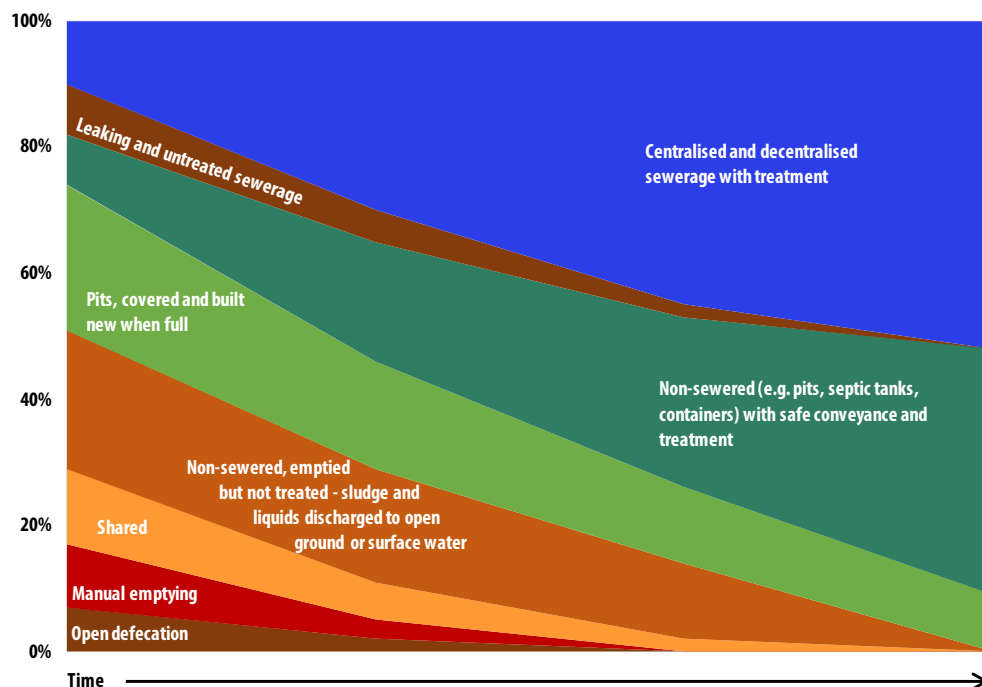 100%
80%
60%
40%
20%
0%
Leaking and untreated sewerage
Centralised and decentralised
sewerage with treatment
Pits, covered and built
new when full
Non-sewered (e.g. pits, septic tanks,
containers) with safe conveyance and
treatment
Non-sewered, emptied
but not treated - sludge and
liquids discharged to open
ground or surface water
Shared
Manual emptying
Open defecation
Time